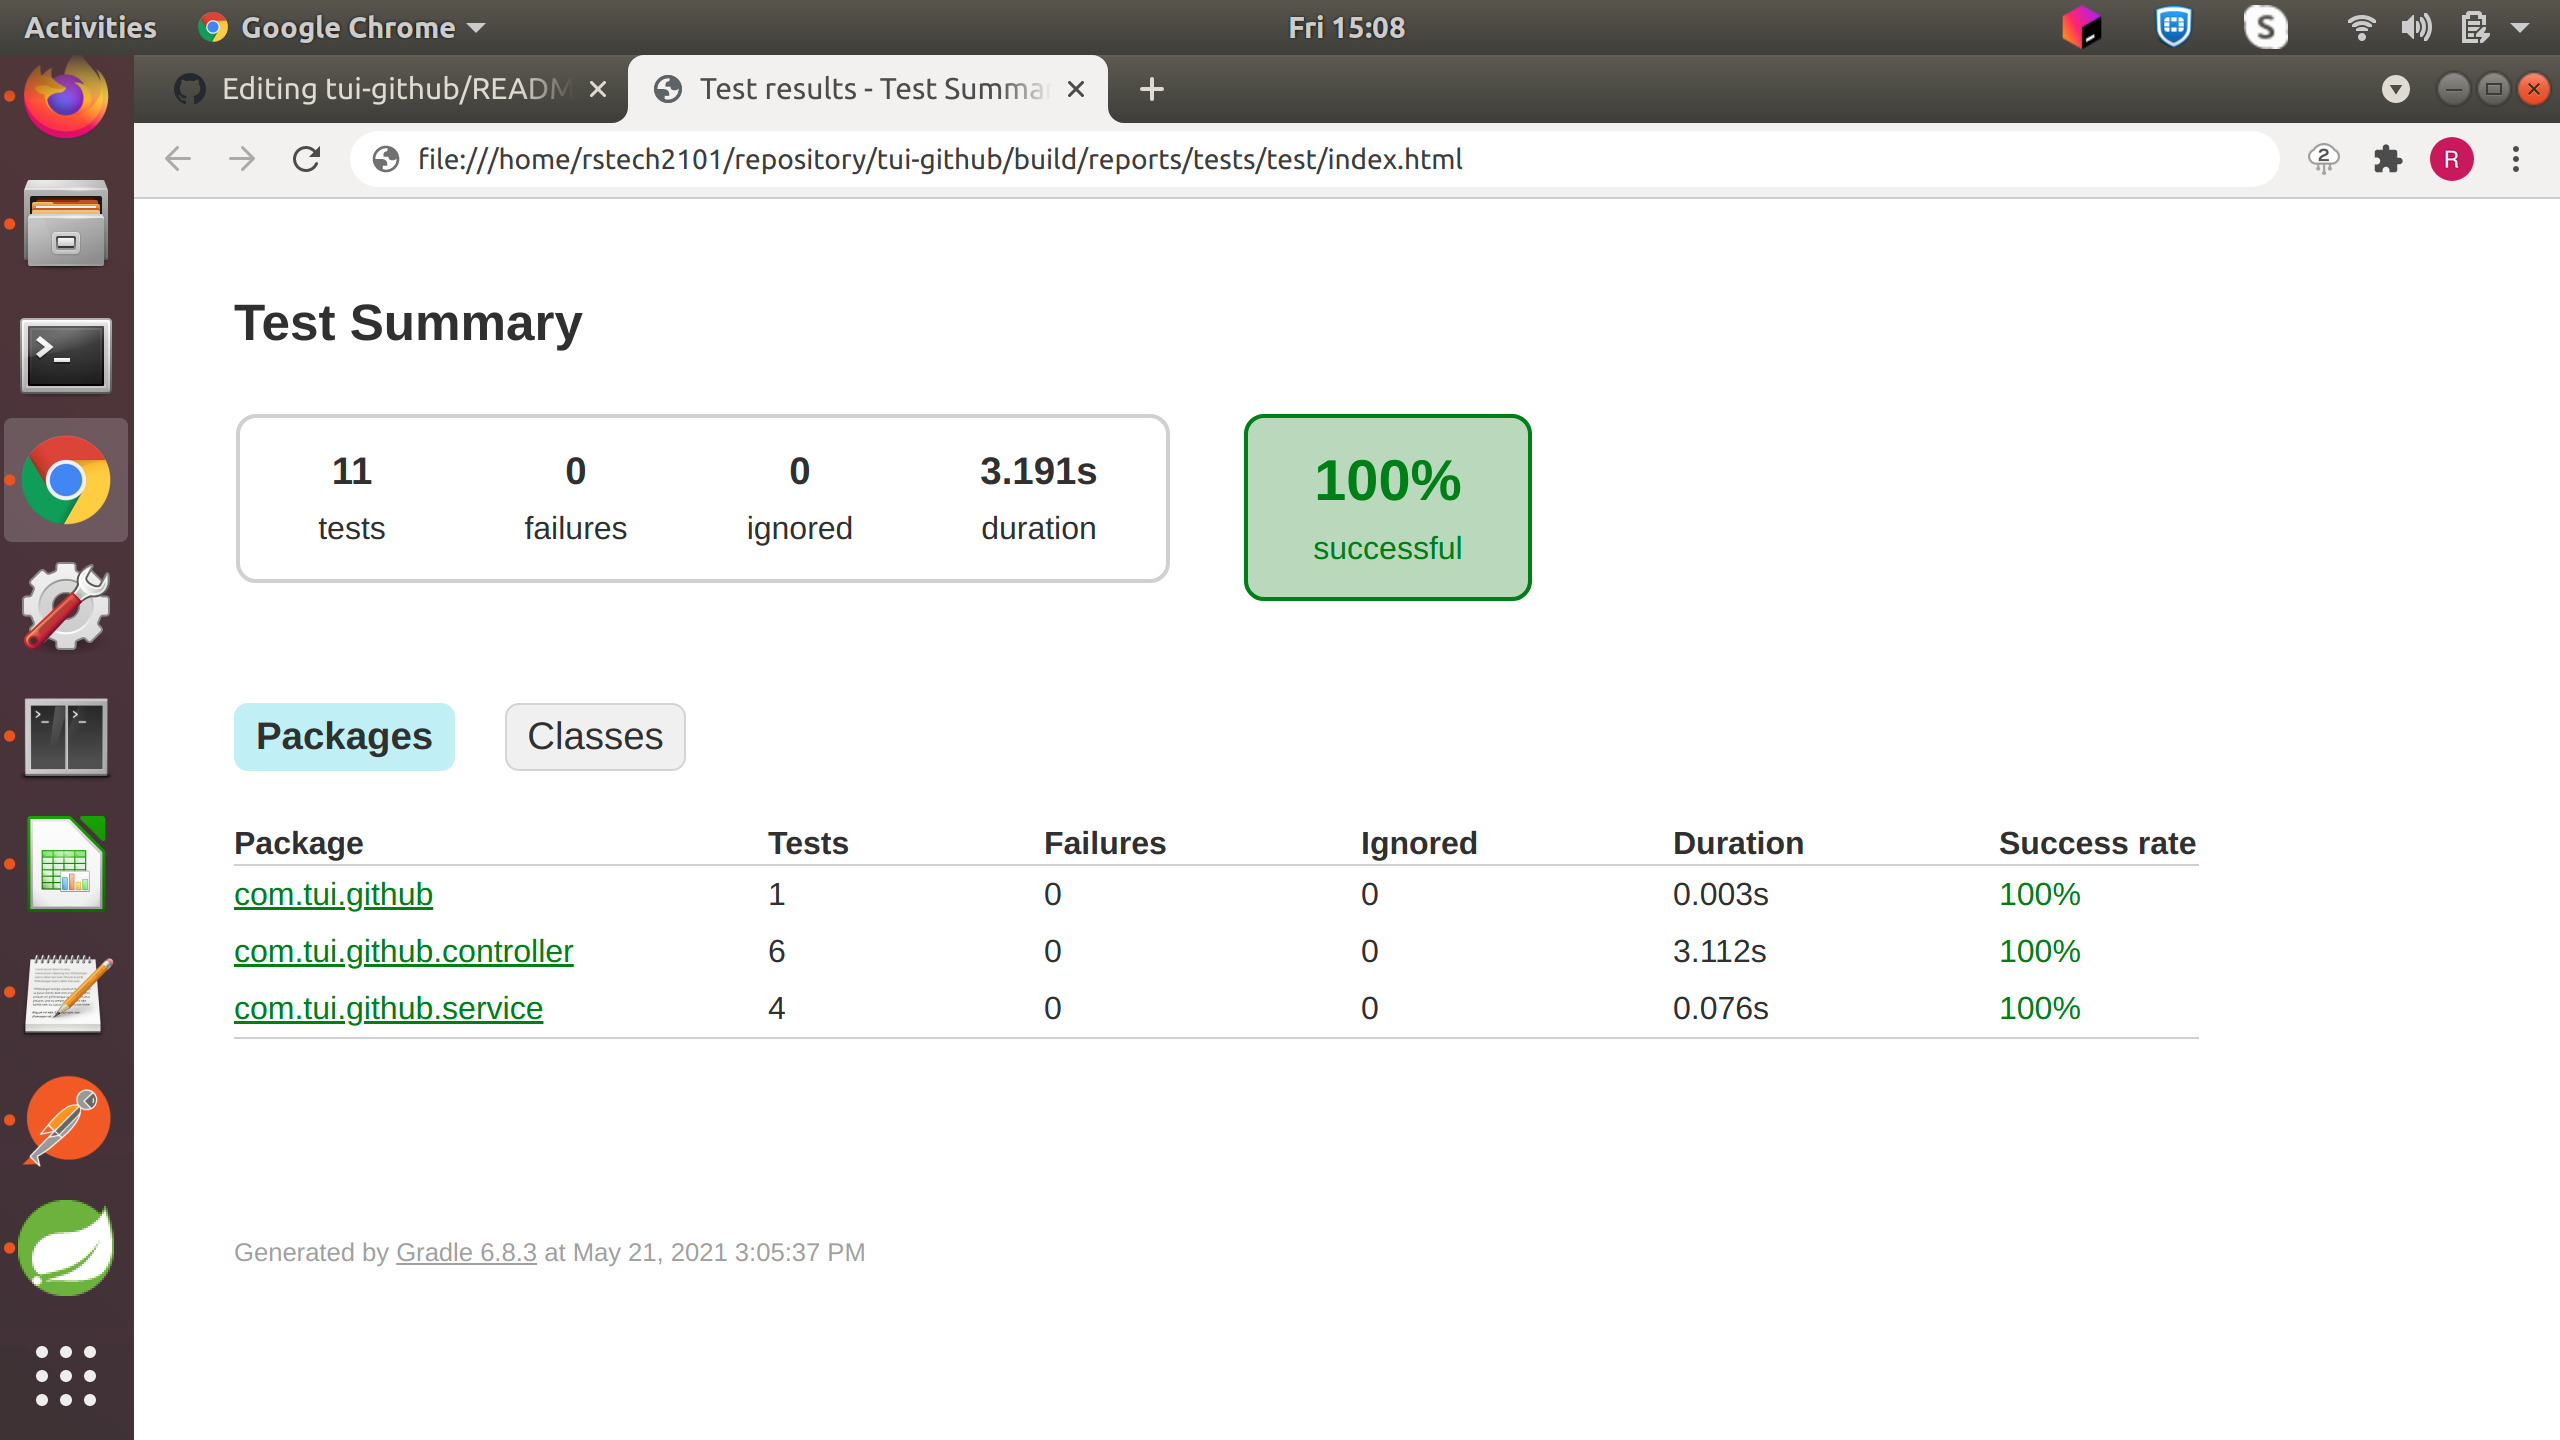 Activities Google Chrome Fri 15:08 S
Editing tui-github/READM Test results - Test Summar
file:///home/rstech2101/repository/tui-github/build/reports/tests/test/index.html 2 R
Test Summary
11 0 0 3.191s
tests failures ignored duration
100%
successful
Packages Classes
Package Tests Failures Ignored Duration Success rate
com.tui.github 1 0 0 0.003s 100%
com.tui.github.controller 6 0 0 3.112s 100%
com.tui.github.service 4 0 0 0.076s 100%
Generated by Gradle 6.8.3 at May 21, 2021 3:05:37 PM